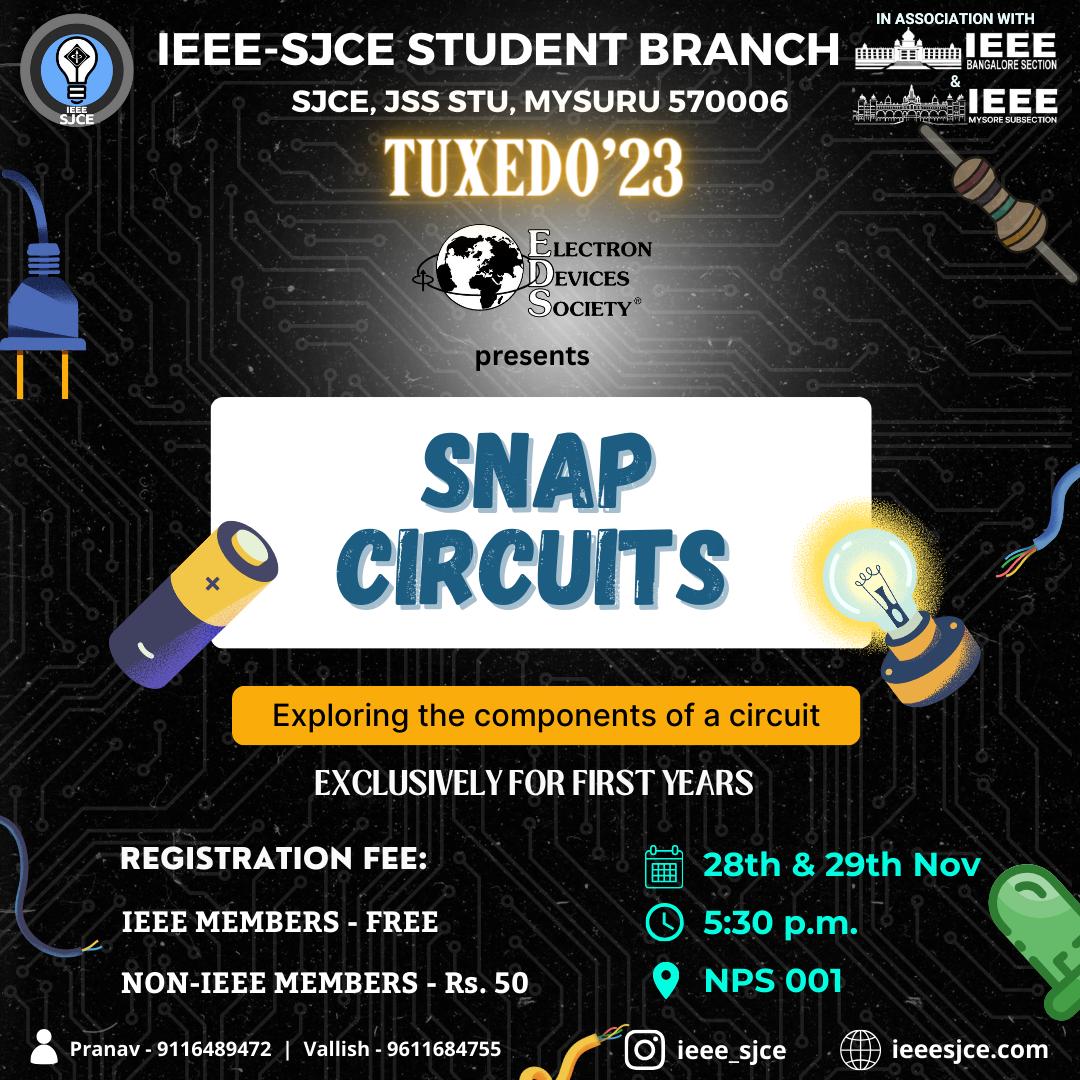 IEEE-SJCE STUDENT BRANCH
SJCE, JSS STU, MYSURU 570006
IEEE
SJCE
IN ASSOCIATION WITH
IEEE
BANGALORE SECTION
&
IEEE
MYSORE SUBSECTION
TUXEDO'23
ELECTRON
DEVICES
SOCIETY®
presents
SNAP
CIRCUITS
Exploring the components of a circuit
EXCLUSIVELY FOR FIRST YEARS
REGISTRATION FEE:
IEEE MEMBERS - FREE
NON-IEEE MEMBERS - Rs. 50
28th & 29th Nov
5:30 p.m.
NPS 001
Pranav - 9116489472 | Vallish - 9611684755
ieee_sjce
ieeesjce.com